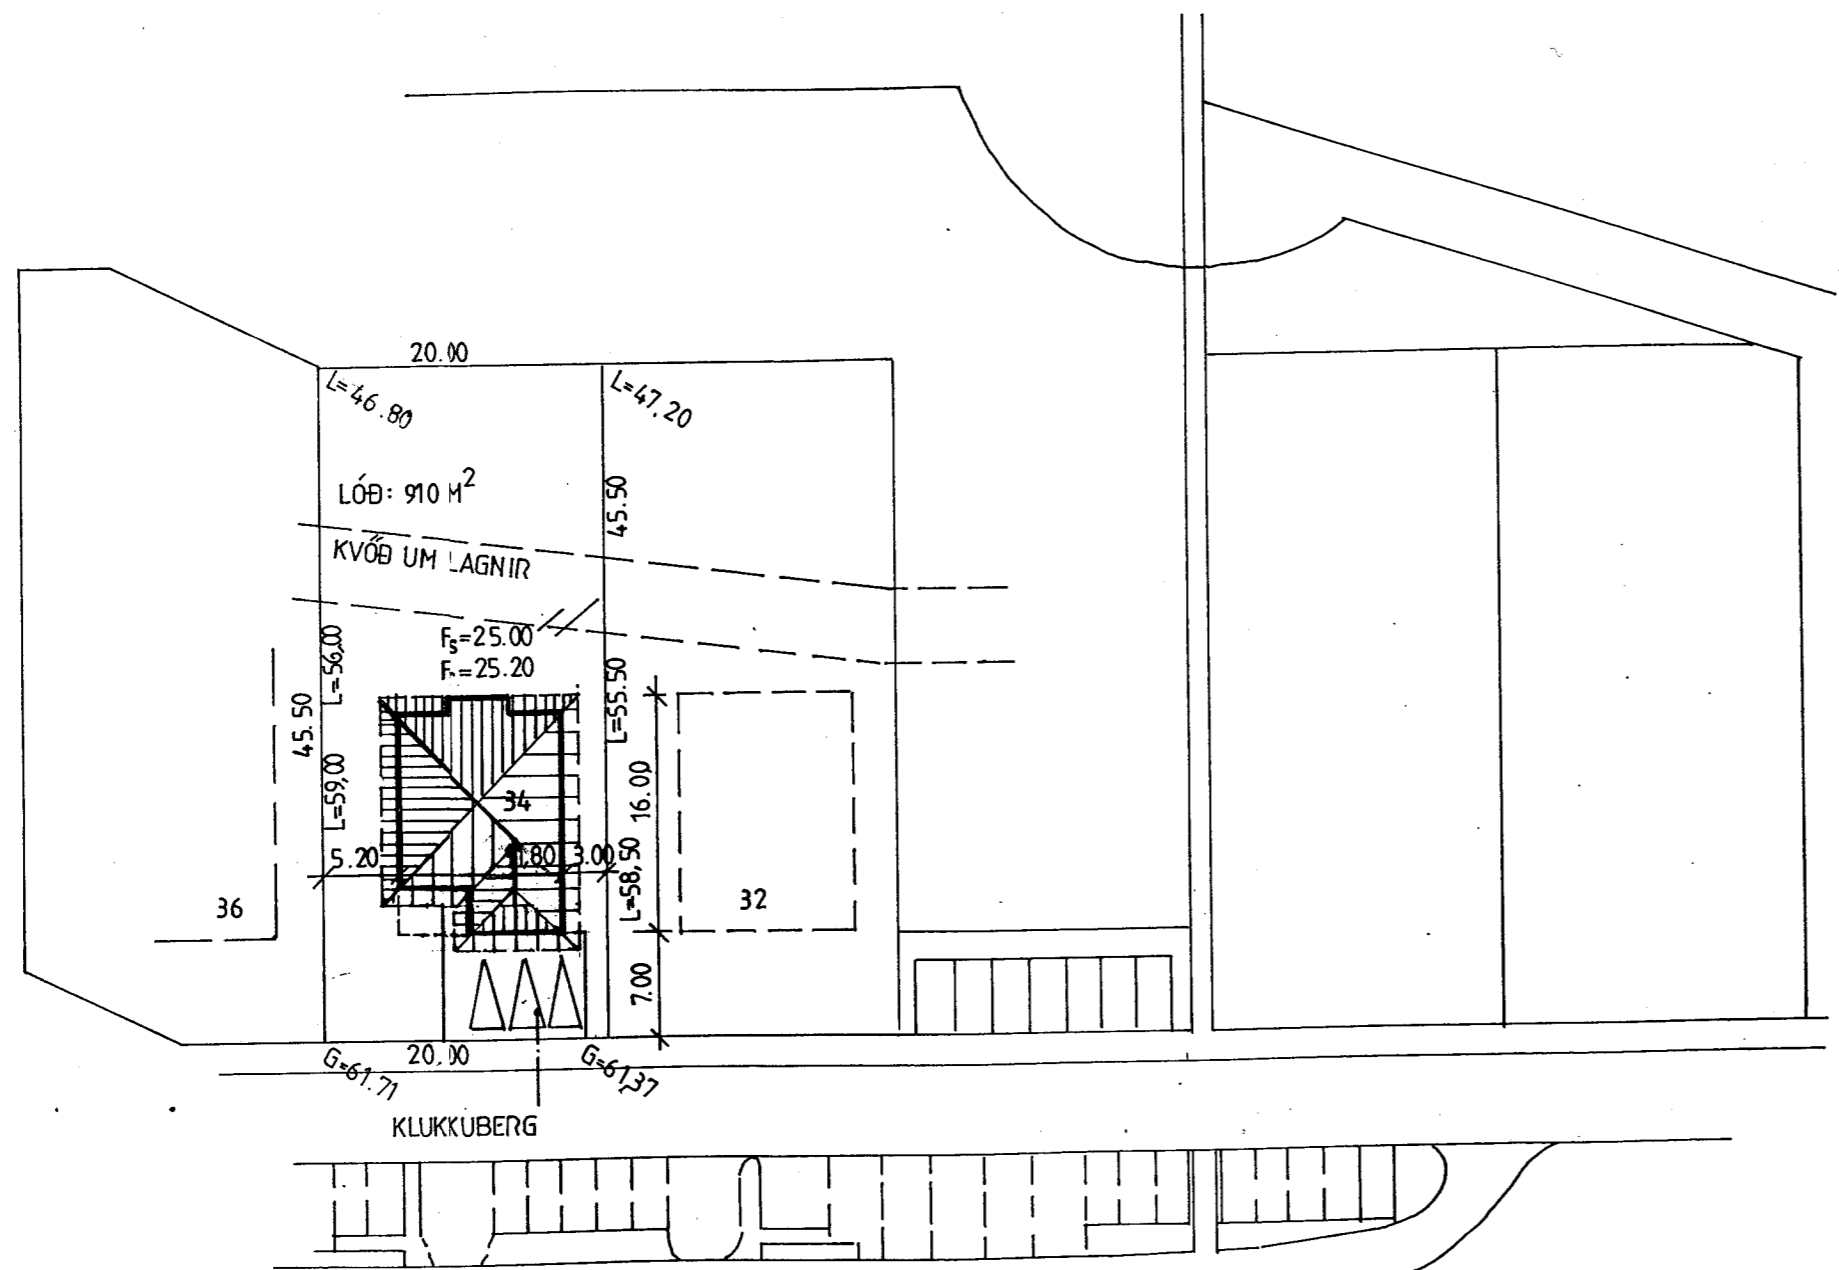 20.00
L=46.80
L=47.20
LÓÐ: 910 M²
45.50
KVÖÐ UM LAGNIR
Fs=25.00
L=56,00
L=55.50
45.50
L=59,00
16.00
34
5.20
3.00
L=58,50
36
32
7.00
20,00
G=61.71
G=61,37
KLUKKUBERG